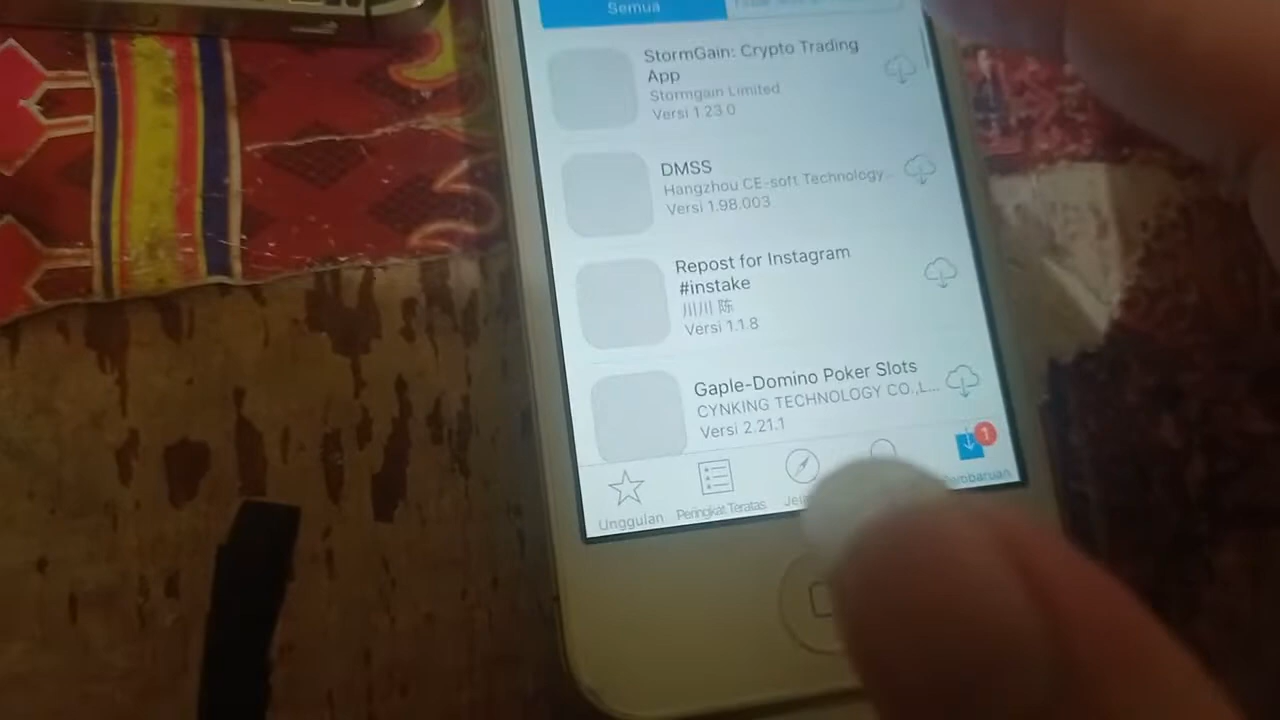 Semua
StormGain: Crypto Trading
App
Stormgain Limited
Versi 1.23.0
DMSS
Hangzhou CE-soft Technology...
Versi 1.98.003
Repost for Instagram
#instake
川川 陈
Versi 1.1.8
Gaple-Domino Poker Slots
CYNKING TECHNOLOGY CO.,L...
Versi 2.21.1
1
Unggulan
Peringkat Teratas